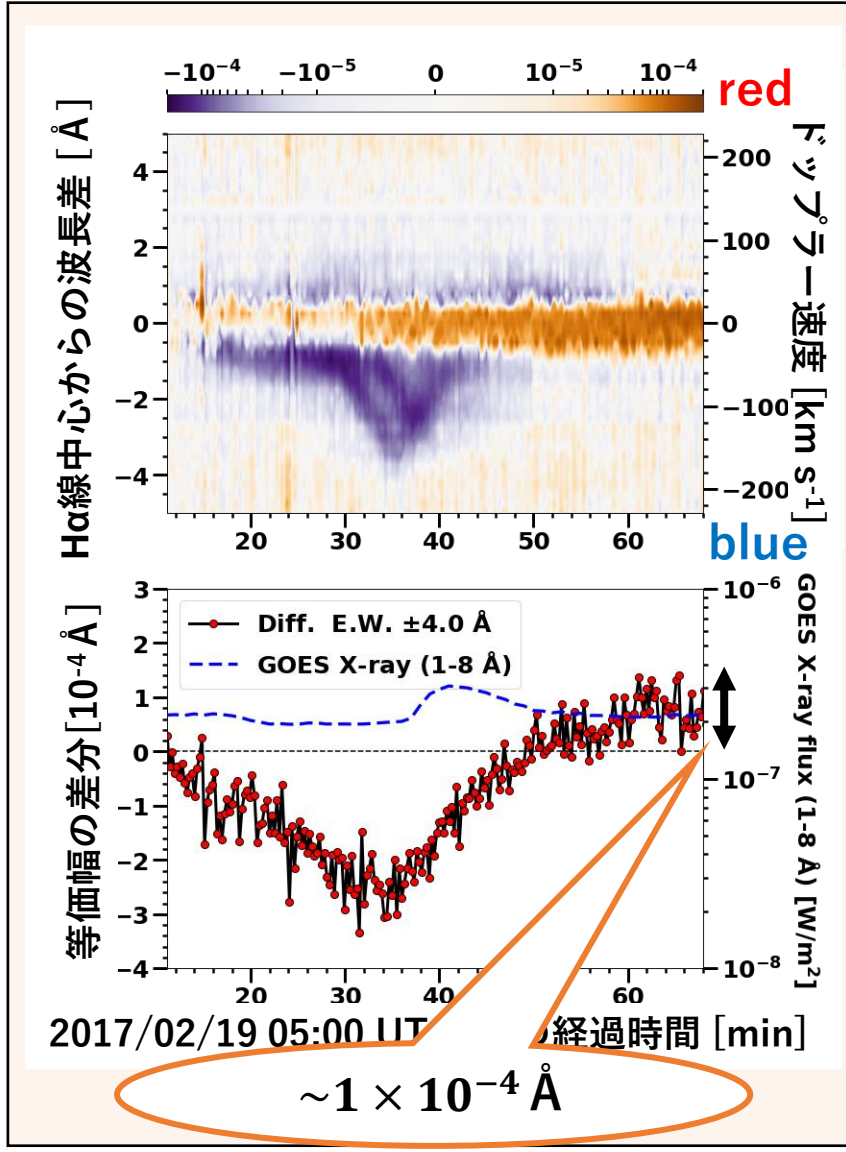 −10⁻⁴ −10⁻⁵ 0 10⁻⁵ 10⁻⁴
red
Hα線中心からの波長差 [Å]
4
2
0
−2
−4
200
100
0
−100
−200
ドップラー速度 [km s⁻¹]
20 30 40 50 60
blue
等価幅の差分[10⁻⁴ Å]
3
2
1
0
−1
−2
−3
−4
Diff. E.W. ±4.0 Å
GOES X-ray (1-8 Å)
10⁻⁶
10⁻⁷
10⁻⁸
GOES X-ray flux (1-8 Å) [W/m²]
20 30 40 60
2017/02/19 05:00 UT 経過時間 [min]
~1 × 10⁻⁴ Å